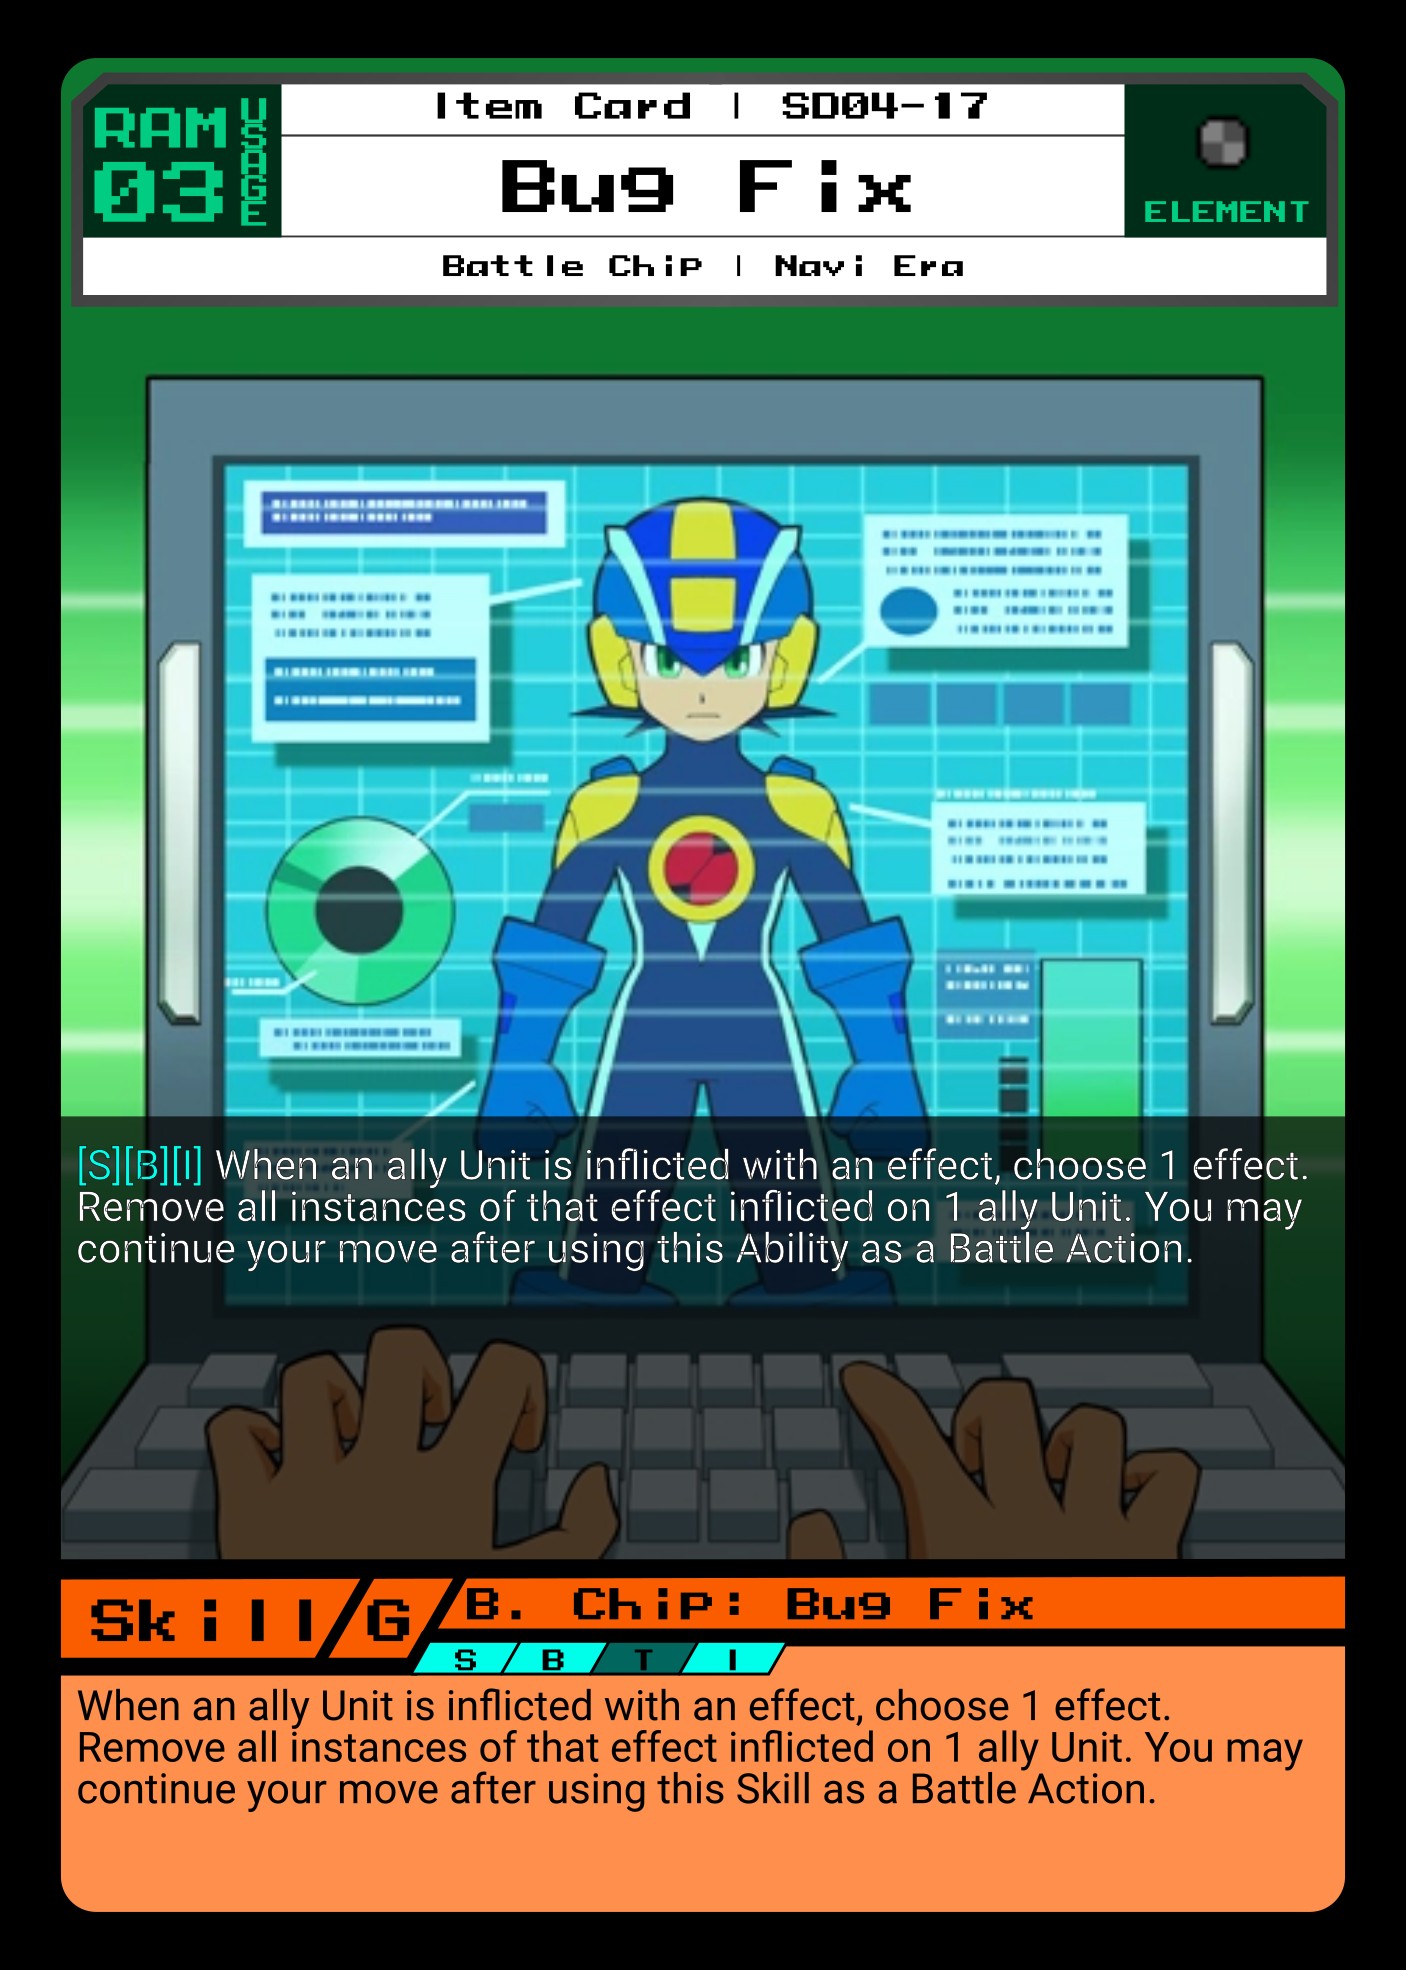 RAM
03
USAGE
Item Card | SD04-17
Bug Fix
ELEMENT
Battle Chip | Navi Era
[S][B][I] When an ally Unit is inflicted with an effect, choose 1 effect.
Remove all instances of that effect inflicted on 1 ally Unit. You may
continue your move after using this Ability as a Battle Action.
Skill/G
B. Chip: Bug Fix
S B T I
When an ally Unit is inflicted with an effect, choose 1 effect.
Remove all instances of that effect inflicted on 1 ally Unit. You may
continue your move after using this Skill as a Battle Action.